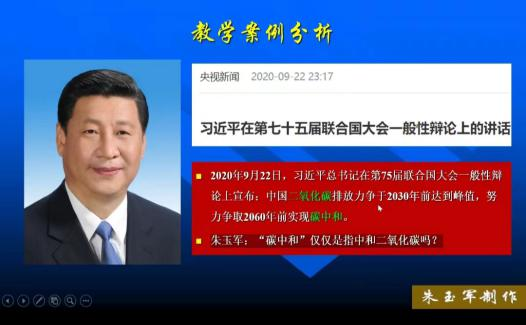 教学案例分析
央视新闻 2020-09-22 23:17
习近平在第七十五届联合国大会一般性辩论上的讲话
2020年9月22日，习近平总书记在第75届联合国大会一般性辩
论上宣布：中国二氧化碳排放力争于2030年前达到峰值，努
力争取2060年前实现碳中和。
朱玉军：“碳中和”仅仅是指中和二氧化碳吗？
朱玉军制作